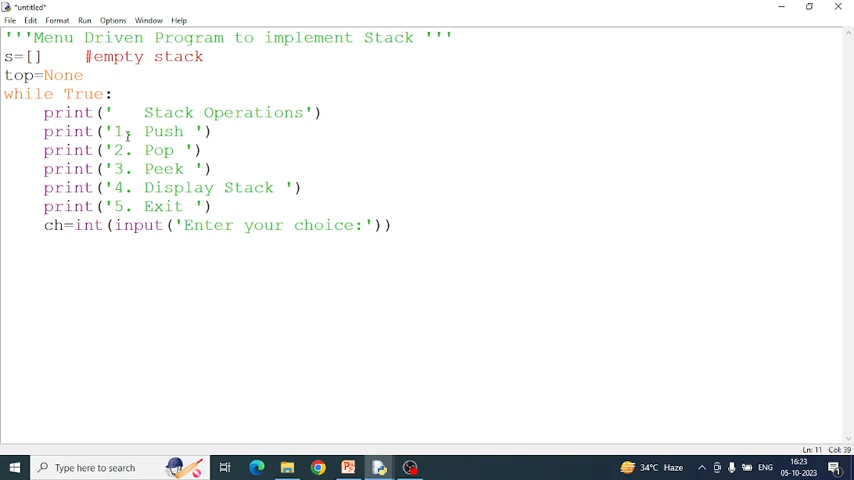 *untitled*
File Edit Format Run Options Window Help
'''Menu Driven Program to implement Stack '''
s=[]    #empty stack
top=None
while True:
    print('   Stack Operations')
    print('1. Push ')
    print('2. Pop ')
    print('3. Peek ')
    print('4. Display Stack ')
    print('5. Exit ')
    ch=int(input('Enter your choice:'))
Ln: 11 Col: 39
Type here to search
34°C Haze
ENG
16:23
05-10-2023
1